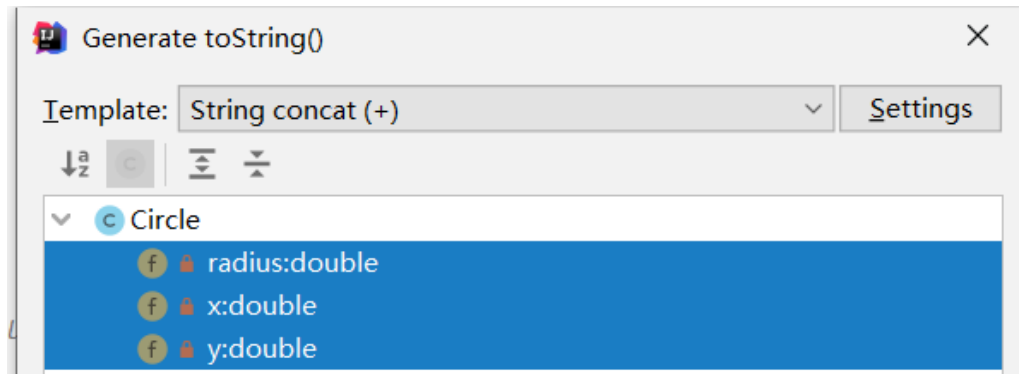 Generate toString()
Template: String concat (+) Settings
Circle
radius:double
x:double
y:double